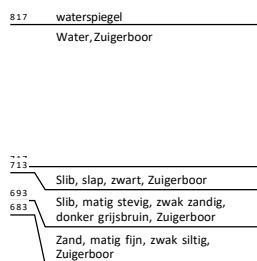 817 waterspiegel
Water, Zuigerboor
713
Slib, slap, zwart, Zuigerboor
693 Slib, matig stevig, zwak zandig,
683 donker grijsbruin, Zuigerboor
Zand, matig fijn, zwak siltig,
Zuigerboor